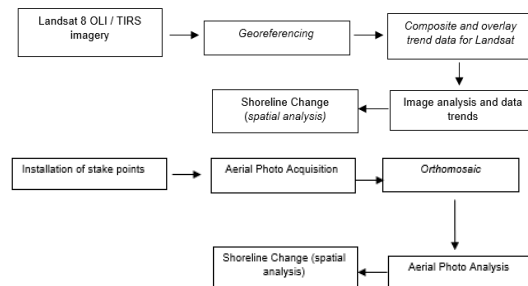 Landsat 8 OLI / TIRS
imagery
Georeferencing
Composite and overlay
trend data for Landsat
Shoreline Change
(spatial analysis)
Image analysis and data
trends
Installation of stake points
Aerial Photo Acquisition
Orthomosaic
Shoreline Change (spatial
analysis)
Aerial Photo Analysis